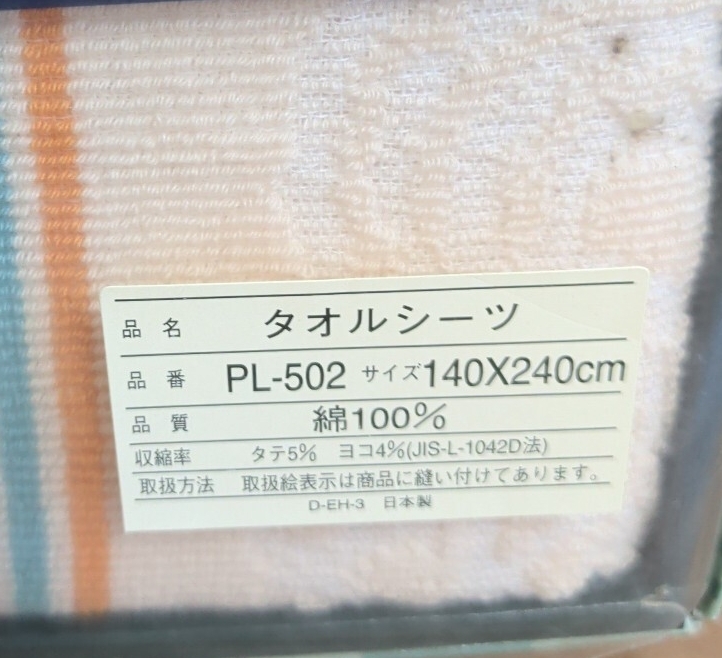 品名 タオルシーツ
品番 PL-502 サイズ140X240cm
品質 綿100%
収縮率 タテ5% ヨコ4%(JIS-L-1042D法)
取扱方法 取扱絵表示は商品に縫い付けてあります。
D-EH-3 日本製